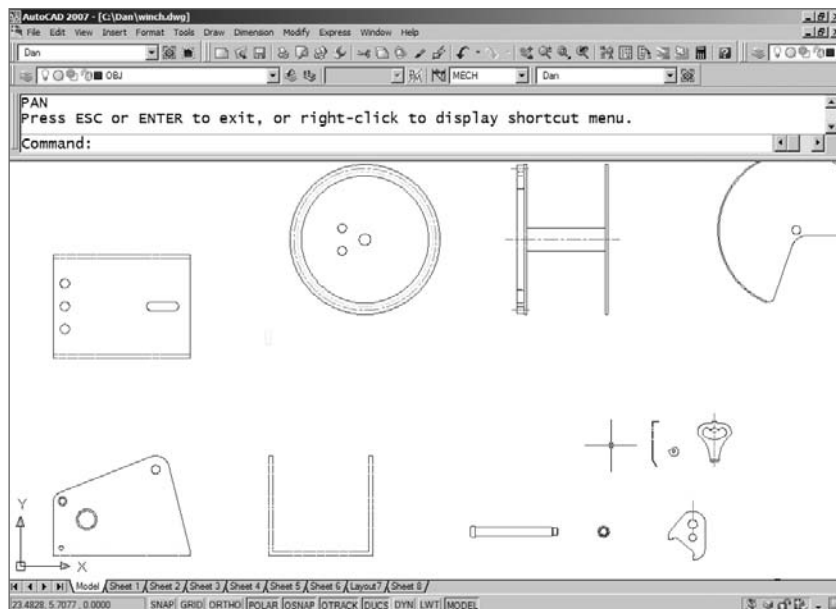 AutoCAD 2007 - [C:\Dan\winch.dwg]
File Edit View Insert Format Tools Draw Dimension Modify Express Window Help
Dan
OBJ MECH Dan
PAN
Press ESC or ENTER to exit, or right-click to display shortcut menu.
Command:
Y
X
Model Sheet 1 Sheet 2 Sheet 3 Sheet 4 Sheet 5 Sheet 6 Layout7 Sheet 8
23.4828, 5.7077, 0.0000 SNAP GRID ORTHO POLAR OSNAP OTRACK DUCS DYN LWT MODEL